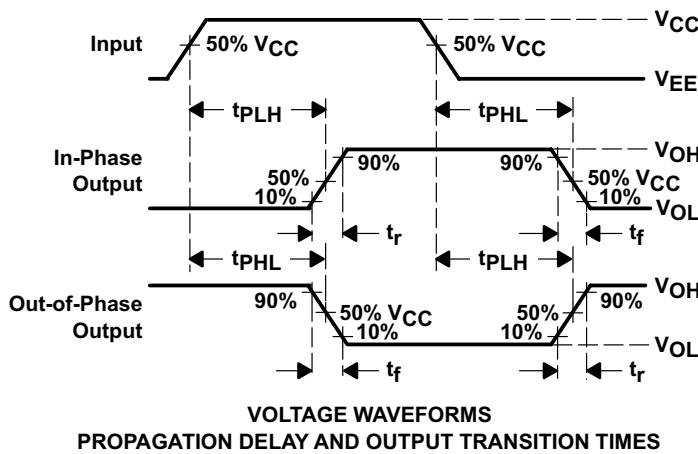 VCC
Input
50% VCC
50% VCC
VEE
tPLH
tPHL
In-Phase
Output
VOH
90%
90%
50%
50% VCC
10%
10%
VOL
tr
tf
tPHL
tPLH
Out-of-Phase
Output
VOH
90%
90%
50% VCC
50%
10%
10%
VOL
tf
tr
VOLTAGE WAVEFORMS
PROPAGATION DELAY AND OUTPUT TRANSITION TIMES